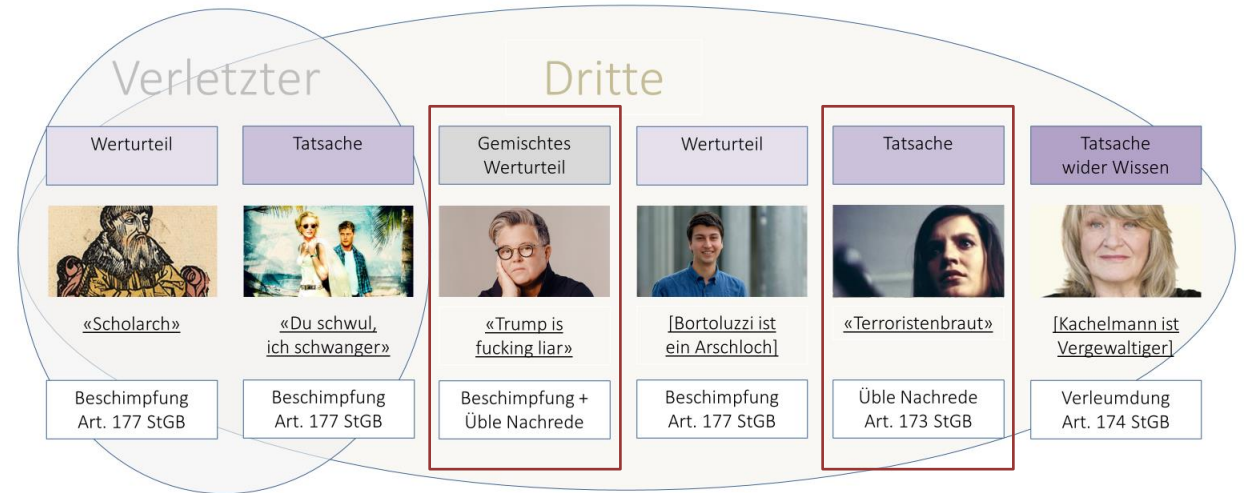 Verletzter
Dritte
Werturteil
Tatsache
Gemischtes
Werturteil
Werturteil
Tatsache
Tatsache
wider Wissen
«Scholarch»
«Du schwul,
ich schwanger»
«Trump is
fucking liar»
[Bortoluzzi ist
ein Arschloch]
«Terroristenbraut»
[Kachelmann ist
Vergewaltiger]
Beschimpfung
Art. 177 StGB
Beschimpfung
Art. 177 StGB
Beschimpfung +
Üble Nachrede
Beschimpfung
Art. 177 StGB
Üble Nachrede
Art. 173 StGB
Verleumdung
Art. 174 StGB